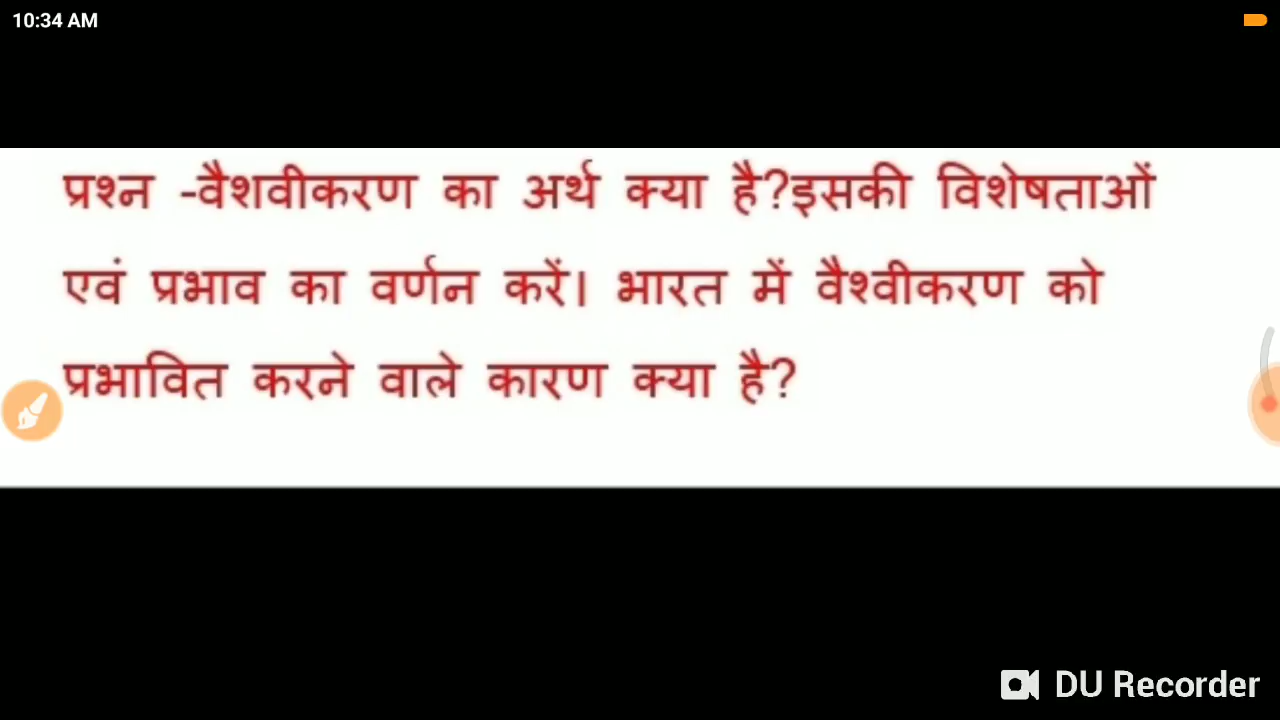 10:34 AM
प्रश्न -वैशवीकरण का अर्थ क्या है?इसकी विशेषताओं
एवं प्रभाव का वर्णन करें। भारत में वैश्वीकरण को
प्रभावित करने वाले कारण क्या है?
DU Recorder